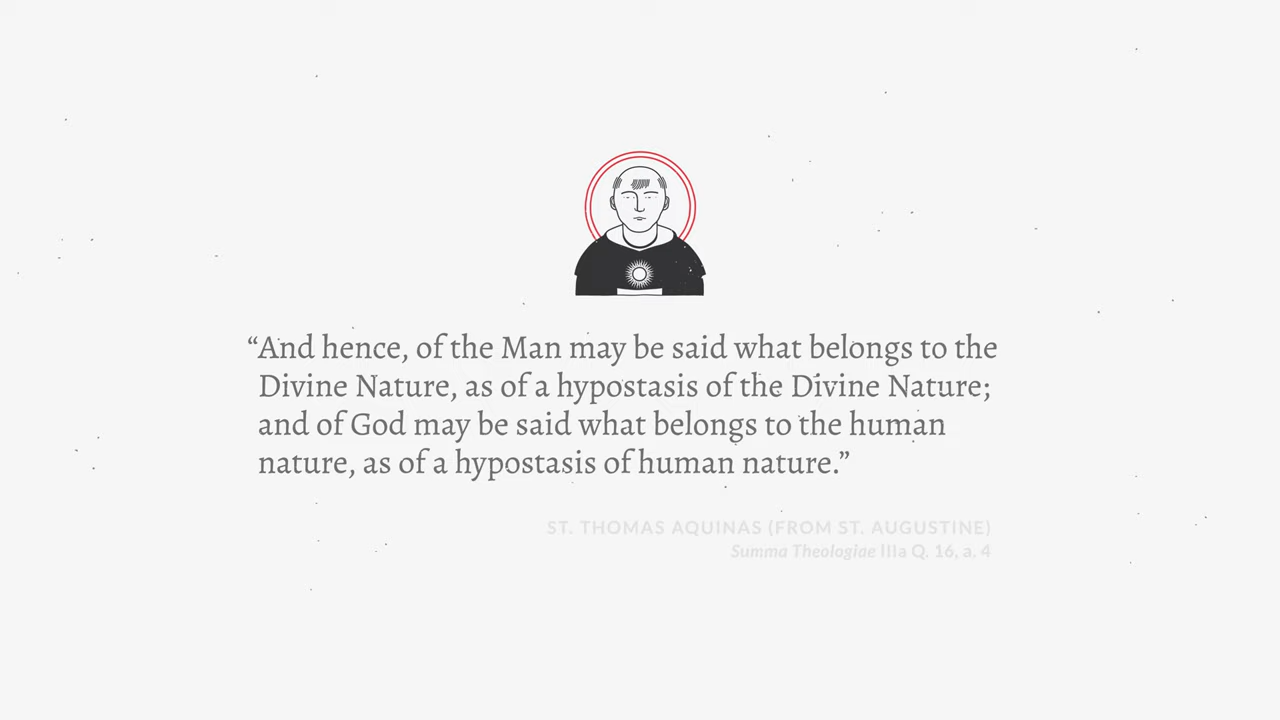 “And hence, of the Man may be said what belongs to the
Divine Nature, as of a hypostasis of the Divine Nature;
and of God may be said what belongs to the human
nature, as of a hypostasis of human nature.”
ST. THOMAS AQUINAS (FROM ST. AUGUSTINE)
Summa Theologiae IIIa Q. 16, a. 4